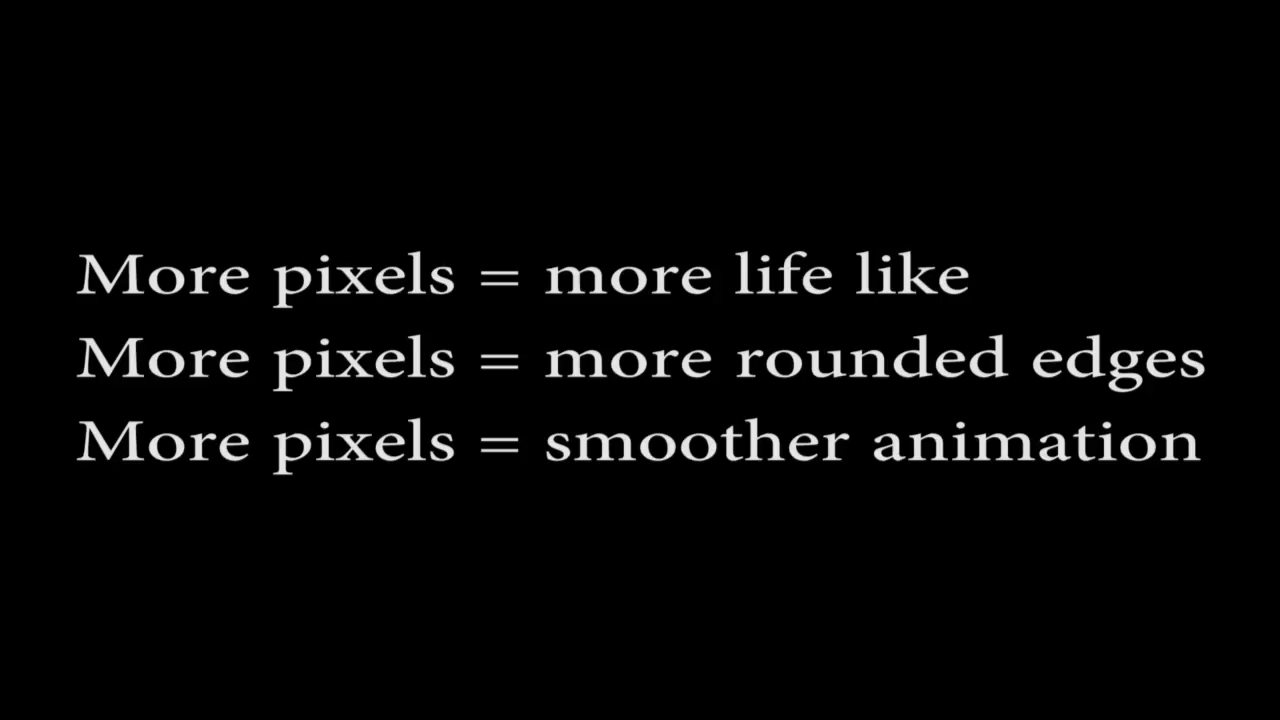 More pixels = more life like
More pixels = more rounded edges
More pixels = smoother animation